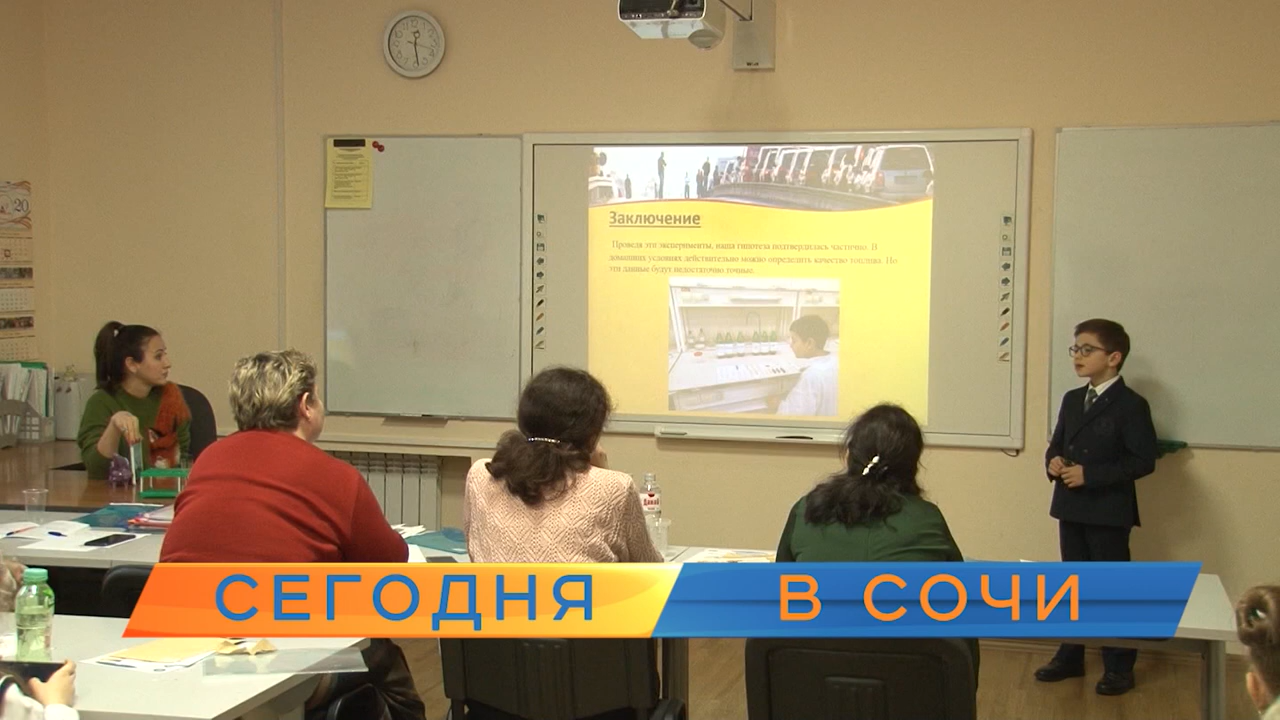 20
Заключение
Проведя эти эксперименты, наша гипотеза подтвердилась частично. В
домашних условиях действительно можно определить качество топлива. Но
эти данные будут недостаточно точные.
СЕГОДНЯ В СОЧИ